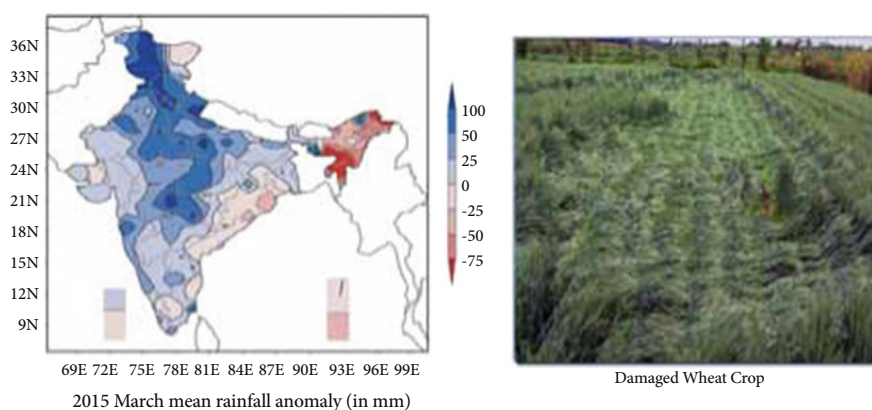 36N
33N
30N
27N
24N
21N
18N
15N
12N
9N
69E 72E 75E 78E 81E 84E 87E 90E 93E 96E 99E
100
50
25
0
-25
-50
-75
2015 March mean rainfall anomaly (in mm)
Damaged Wheat Crop